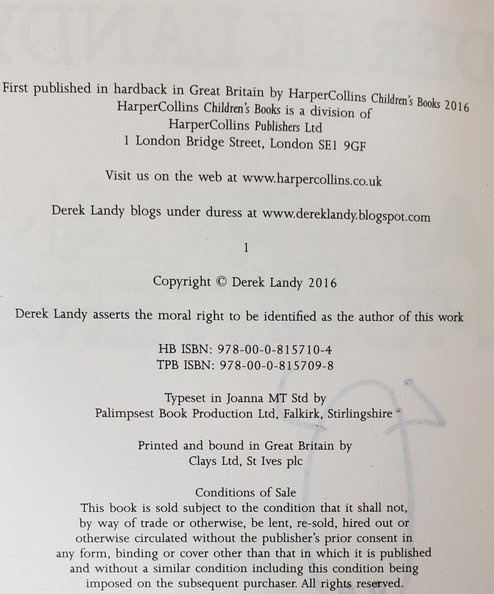 First published in hardback in Great Britain by HarperCollins Children's Books 2016
HarperCollins Children's Books is a division of
HarperCollins Publishers Ltd
1 London Bridge Street, London SE1 9GF
Visit us on the web at www.harpercollins.co.uk
Derek Landy blogs under duress at www.dereklandy.blogspot.com
1
Copyright © Derek Landy 2016
Derek Landy asserts the moral right to be identified as the author of this work
HB ISBN: 978-00-0-815710-4
TPB ISBN: 978-00-0-815709-8
Typeset in Joanna MT Std by
Palimpsest Book Production Ltd, Falkirk, Stirlingshire
Printed and bound in Great Britain by
Clays Ltd, St Ives plc
Conditions of Sale
This book is sold subject to the condition that it shall not,
by way of trade or otherwise, be lent, re-sold, hired out or
otherwise circulated without the publisher's prior consent in
any form, binding or cover other than that in which it is published
and without a similar condition including this condition being
imposed on the subsequent purchaser. All rights reserved.